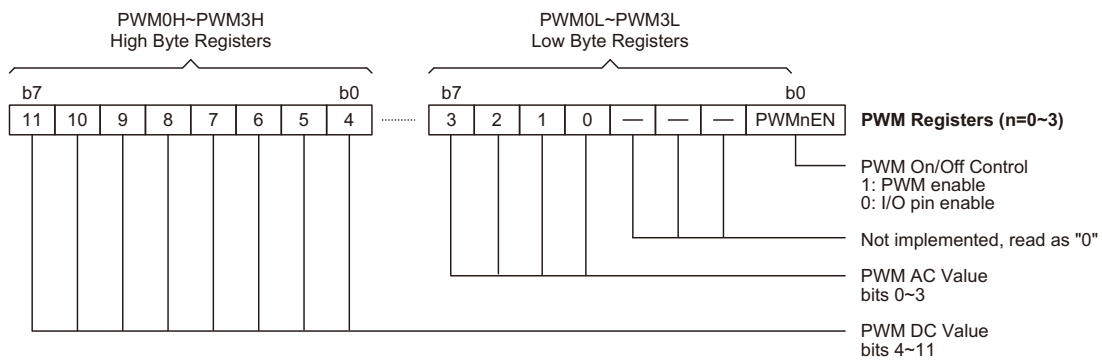 PWM0H~PWM3H
High Byte Registers
PWM0L~PWM3L
Low Byte Registers
b7 b0 b7 b0
11 10 9 8 7 6 5 4 3 2 1 0 — — — PWMnEN PWM Registers (n=0~3)
PWM On/Off Control
1: PWM enable
0: I/O pin enable
Not implemented, read as "0"
PWM AC Value
bits 0~3
PWM DC Value
bits 4~11